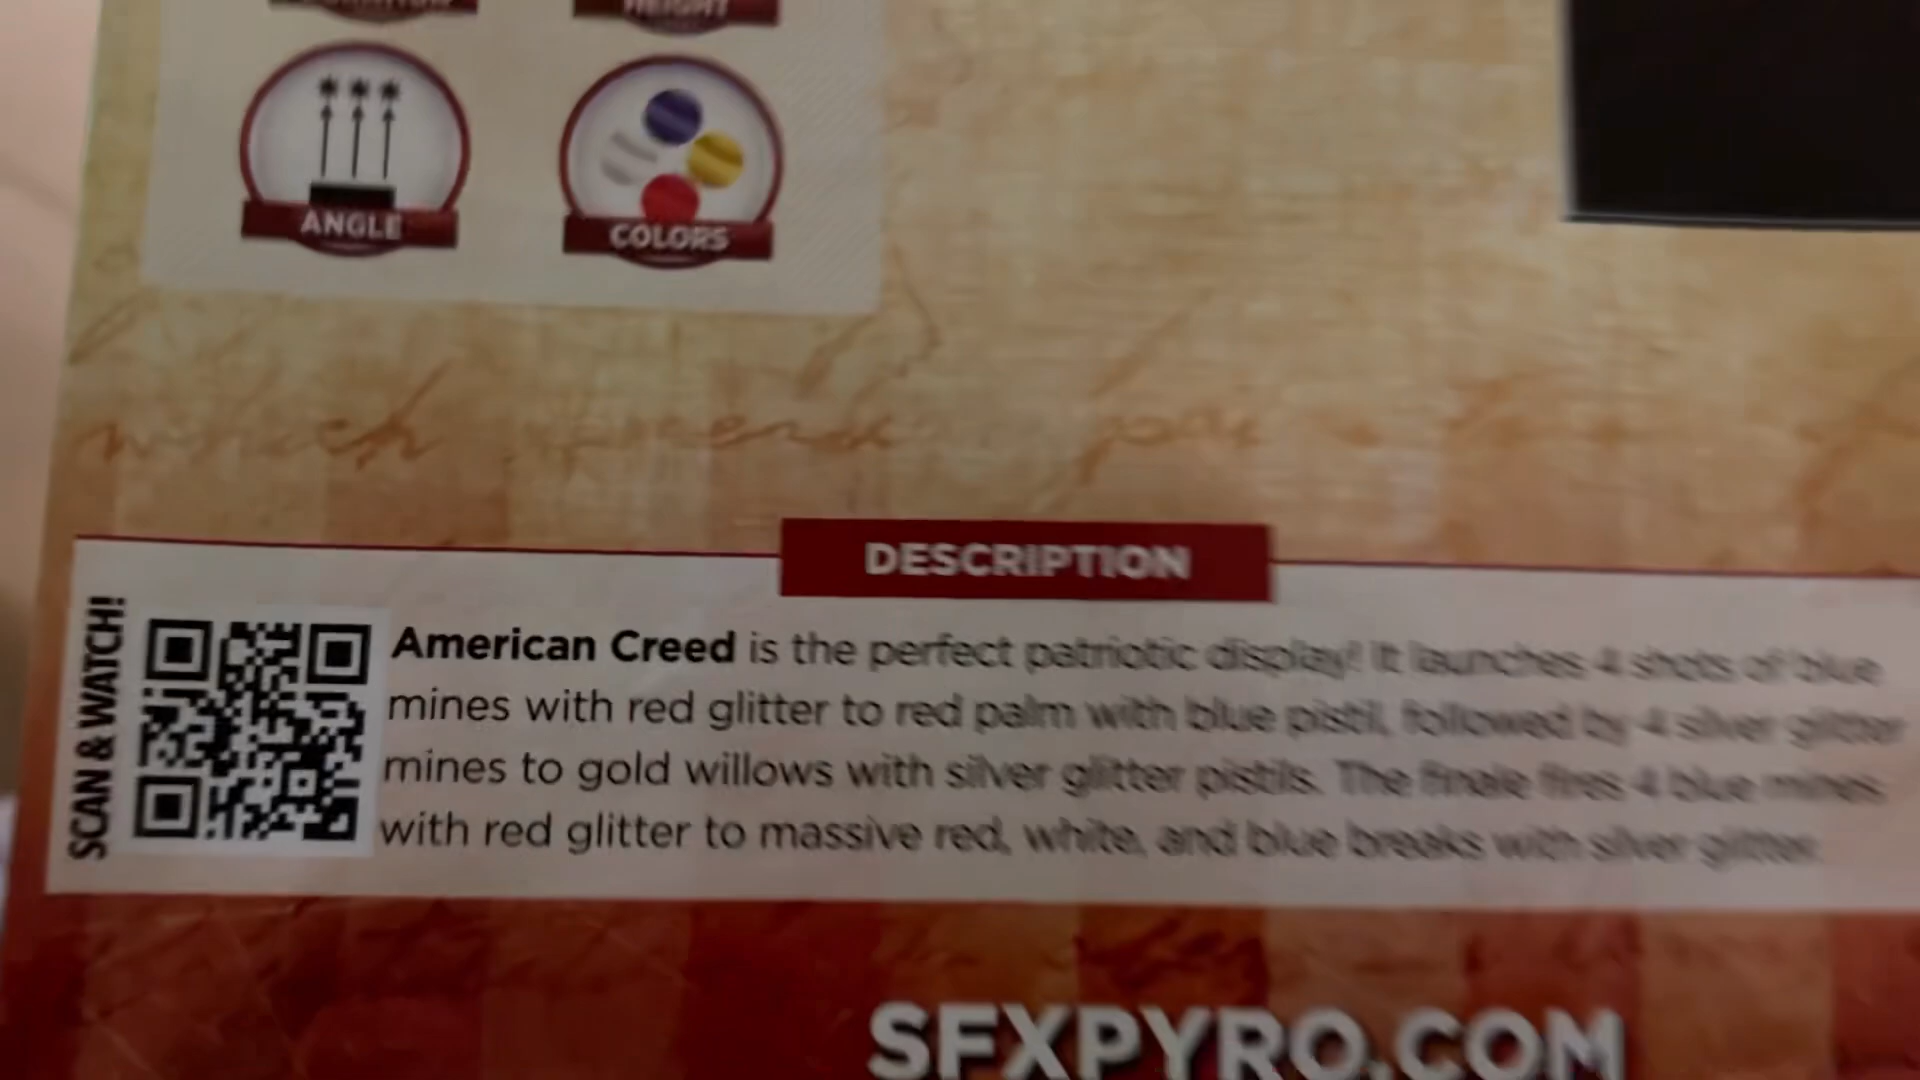 HEIGHT
ANGLE
COLORS
DESCRIPTION
SCAN & WATCH!
American Creed is the perfect patriotic display! It launches 4 shots of blue
mines with red glitter to red palm with blue pistil, followed by 4 silver glitter
mines to gold willows with silver glitter pistils. The finale fires 4 blue mines
with red glitter to massive red, white, and blue breaks with silver glitter.
SFXPYRO.COM